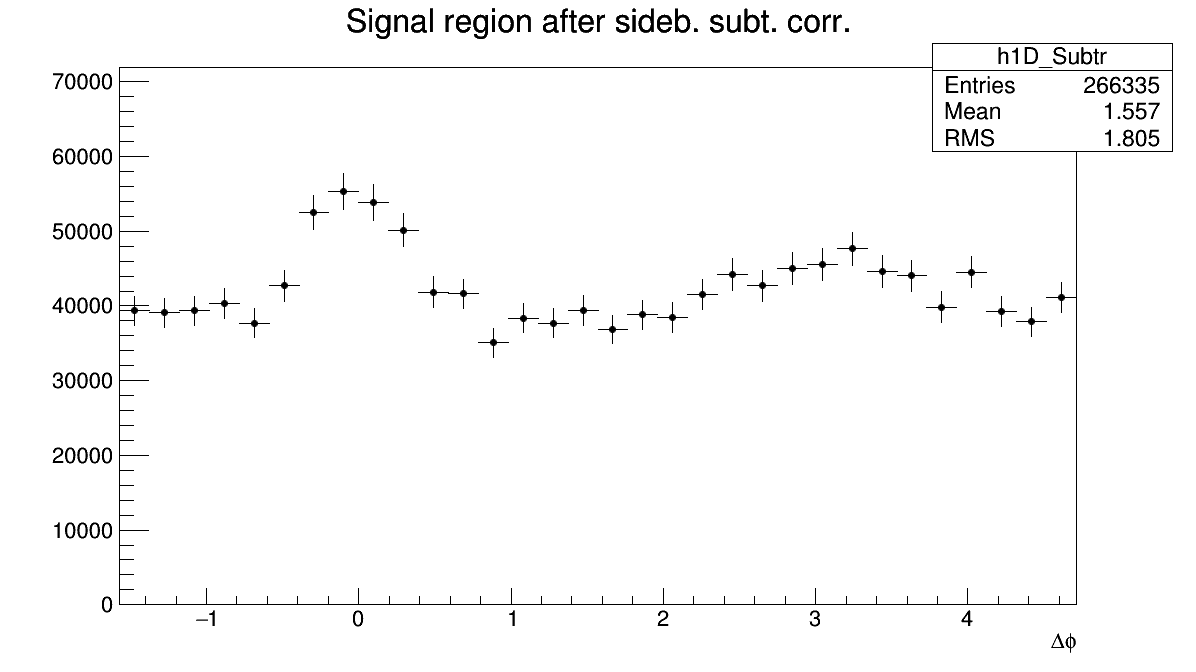 Signal region after sideb. subt. corr.
h1D_Subtr
Entries 266335
Mean 1.557
RMS 1.805
70000
60000
50000
40000
30000
20000
10000
0
−1 0 1 2 3 4
Δϕ